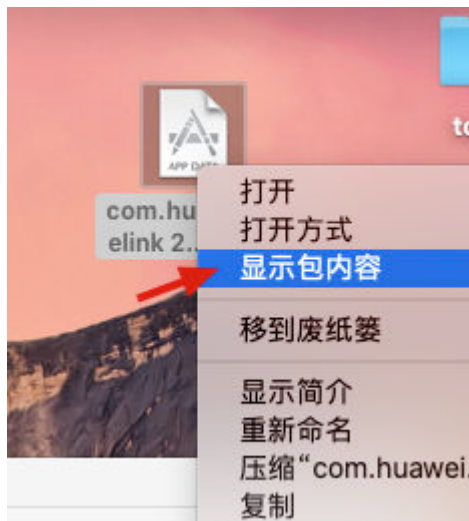 APP DATA
to
com.hu
elink 2..
打开
打开方式
显示包内容
移到废纸篓
显示简介
重新命名
压缩“com.huawei.
复制